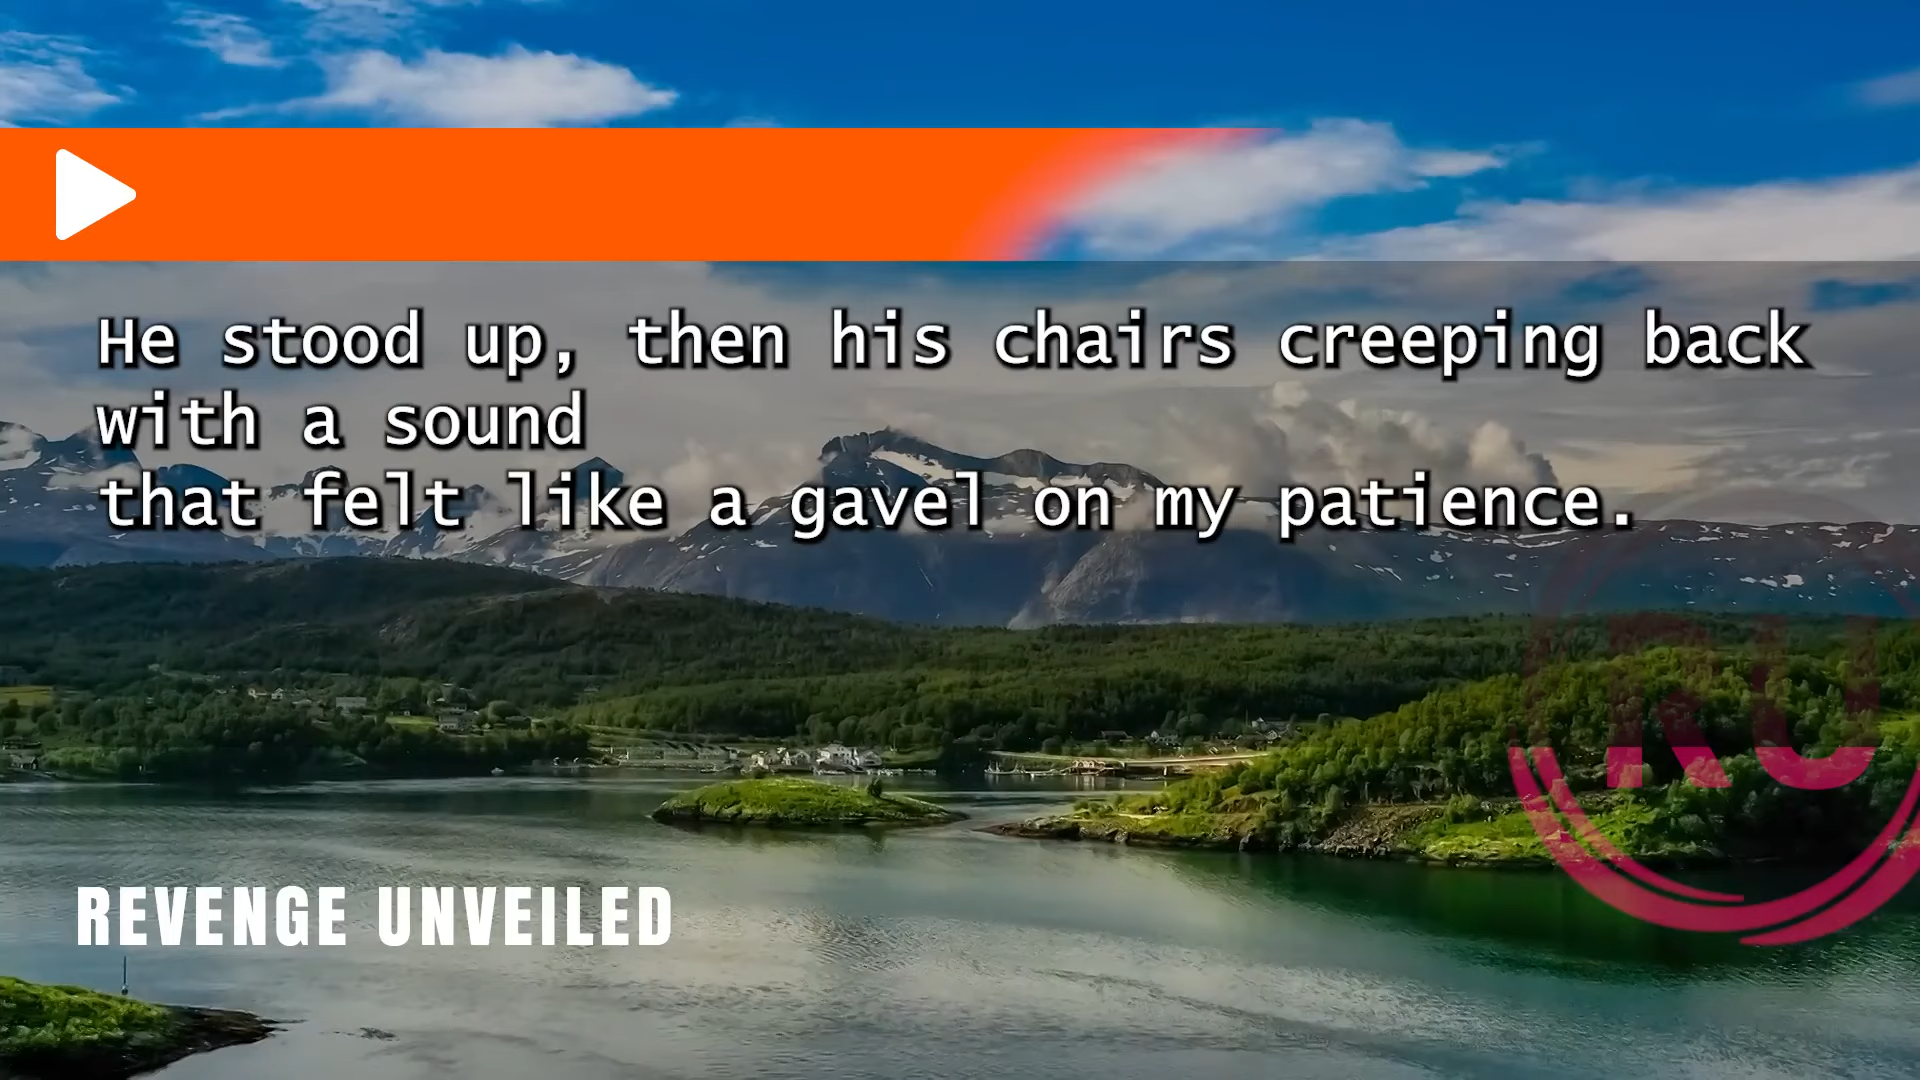 He stood up, then his chairs creeping back
with a sound
that felt like a gavel on my patience.
RU
REVENGE UNVEILED